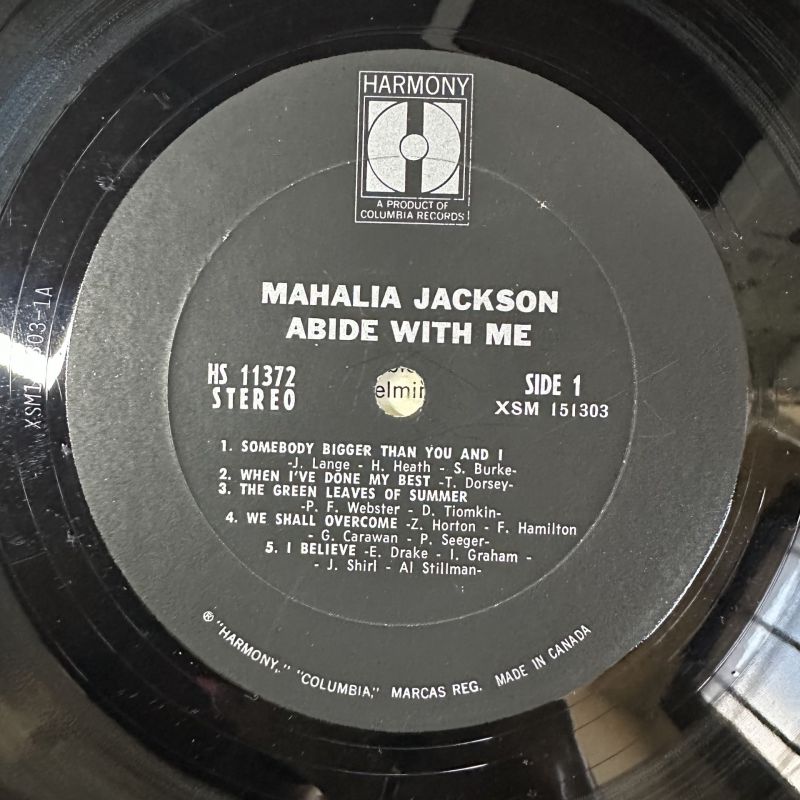 HARMONY
A PRODUCT OF
COLUMBIA RECORDS
MAHALIA JACKSON
ABIDE WITH ME
HS 11372
STEREO
SIDE 1
XSM 151303
elmin
1. SOMEBODY BIGGER THAN YOU AND I
-J. Lange - H. Heath - S. Burke-
2. WHEN I'VE DONE MY BEST -T. Dorsey-
3. THE GREEN LEAVES OF SUMMER
-P. F. Webster - D. Tiomkin-
4. WE SHALL OVERCOME -Z. Horton - F. Hamilton
- G. Carawan - P. Seeger-
5. I BELIEVE -E. Drake - I. Graham -
- J. Shirl - Al Stillman-
® "HARMONY," "COLUMBIA," MARCAS REG. MADE IN CANADA